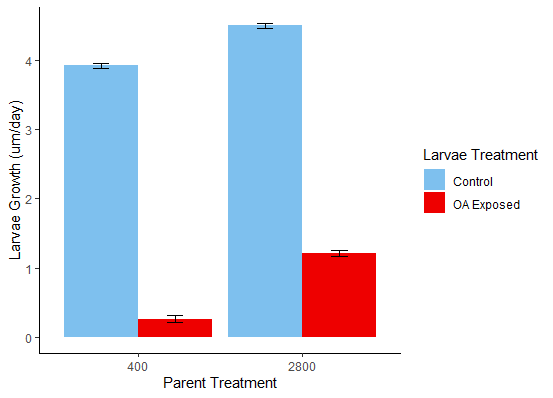 Larvae Growth (um/day)
4
3
2
1
0
400
2800
Parent Treatment
Larvae Treatment
Control
OA Exposed